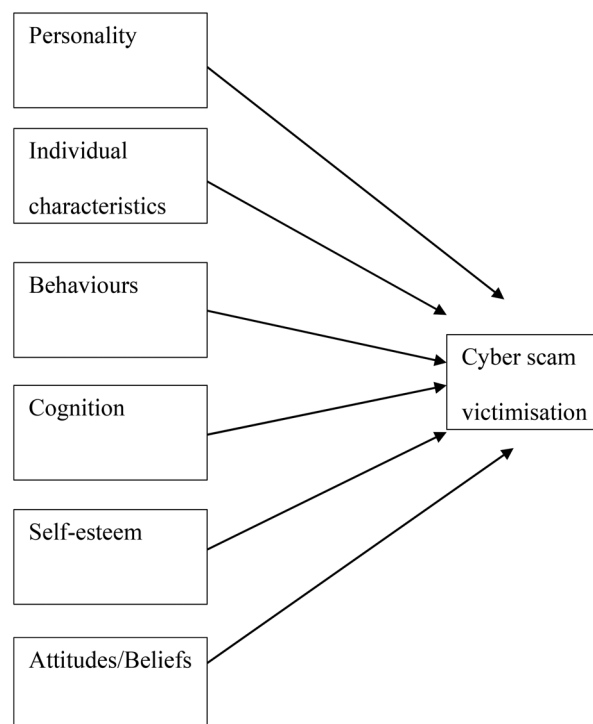 Personality
Individual
characteristics
Behaviours
Cognition
Self-esteem
Attitudes/Beliefs
Cyber scam
victimisation